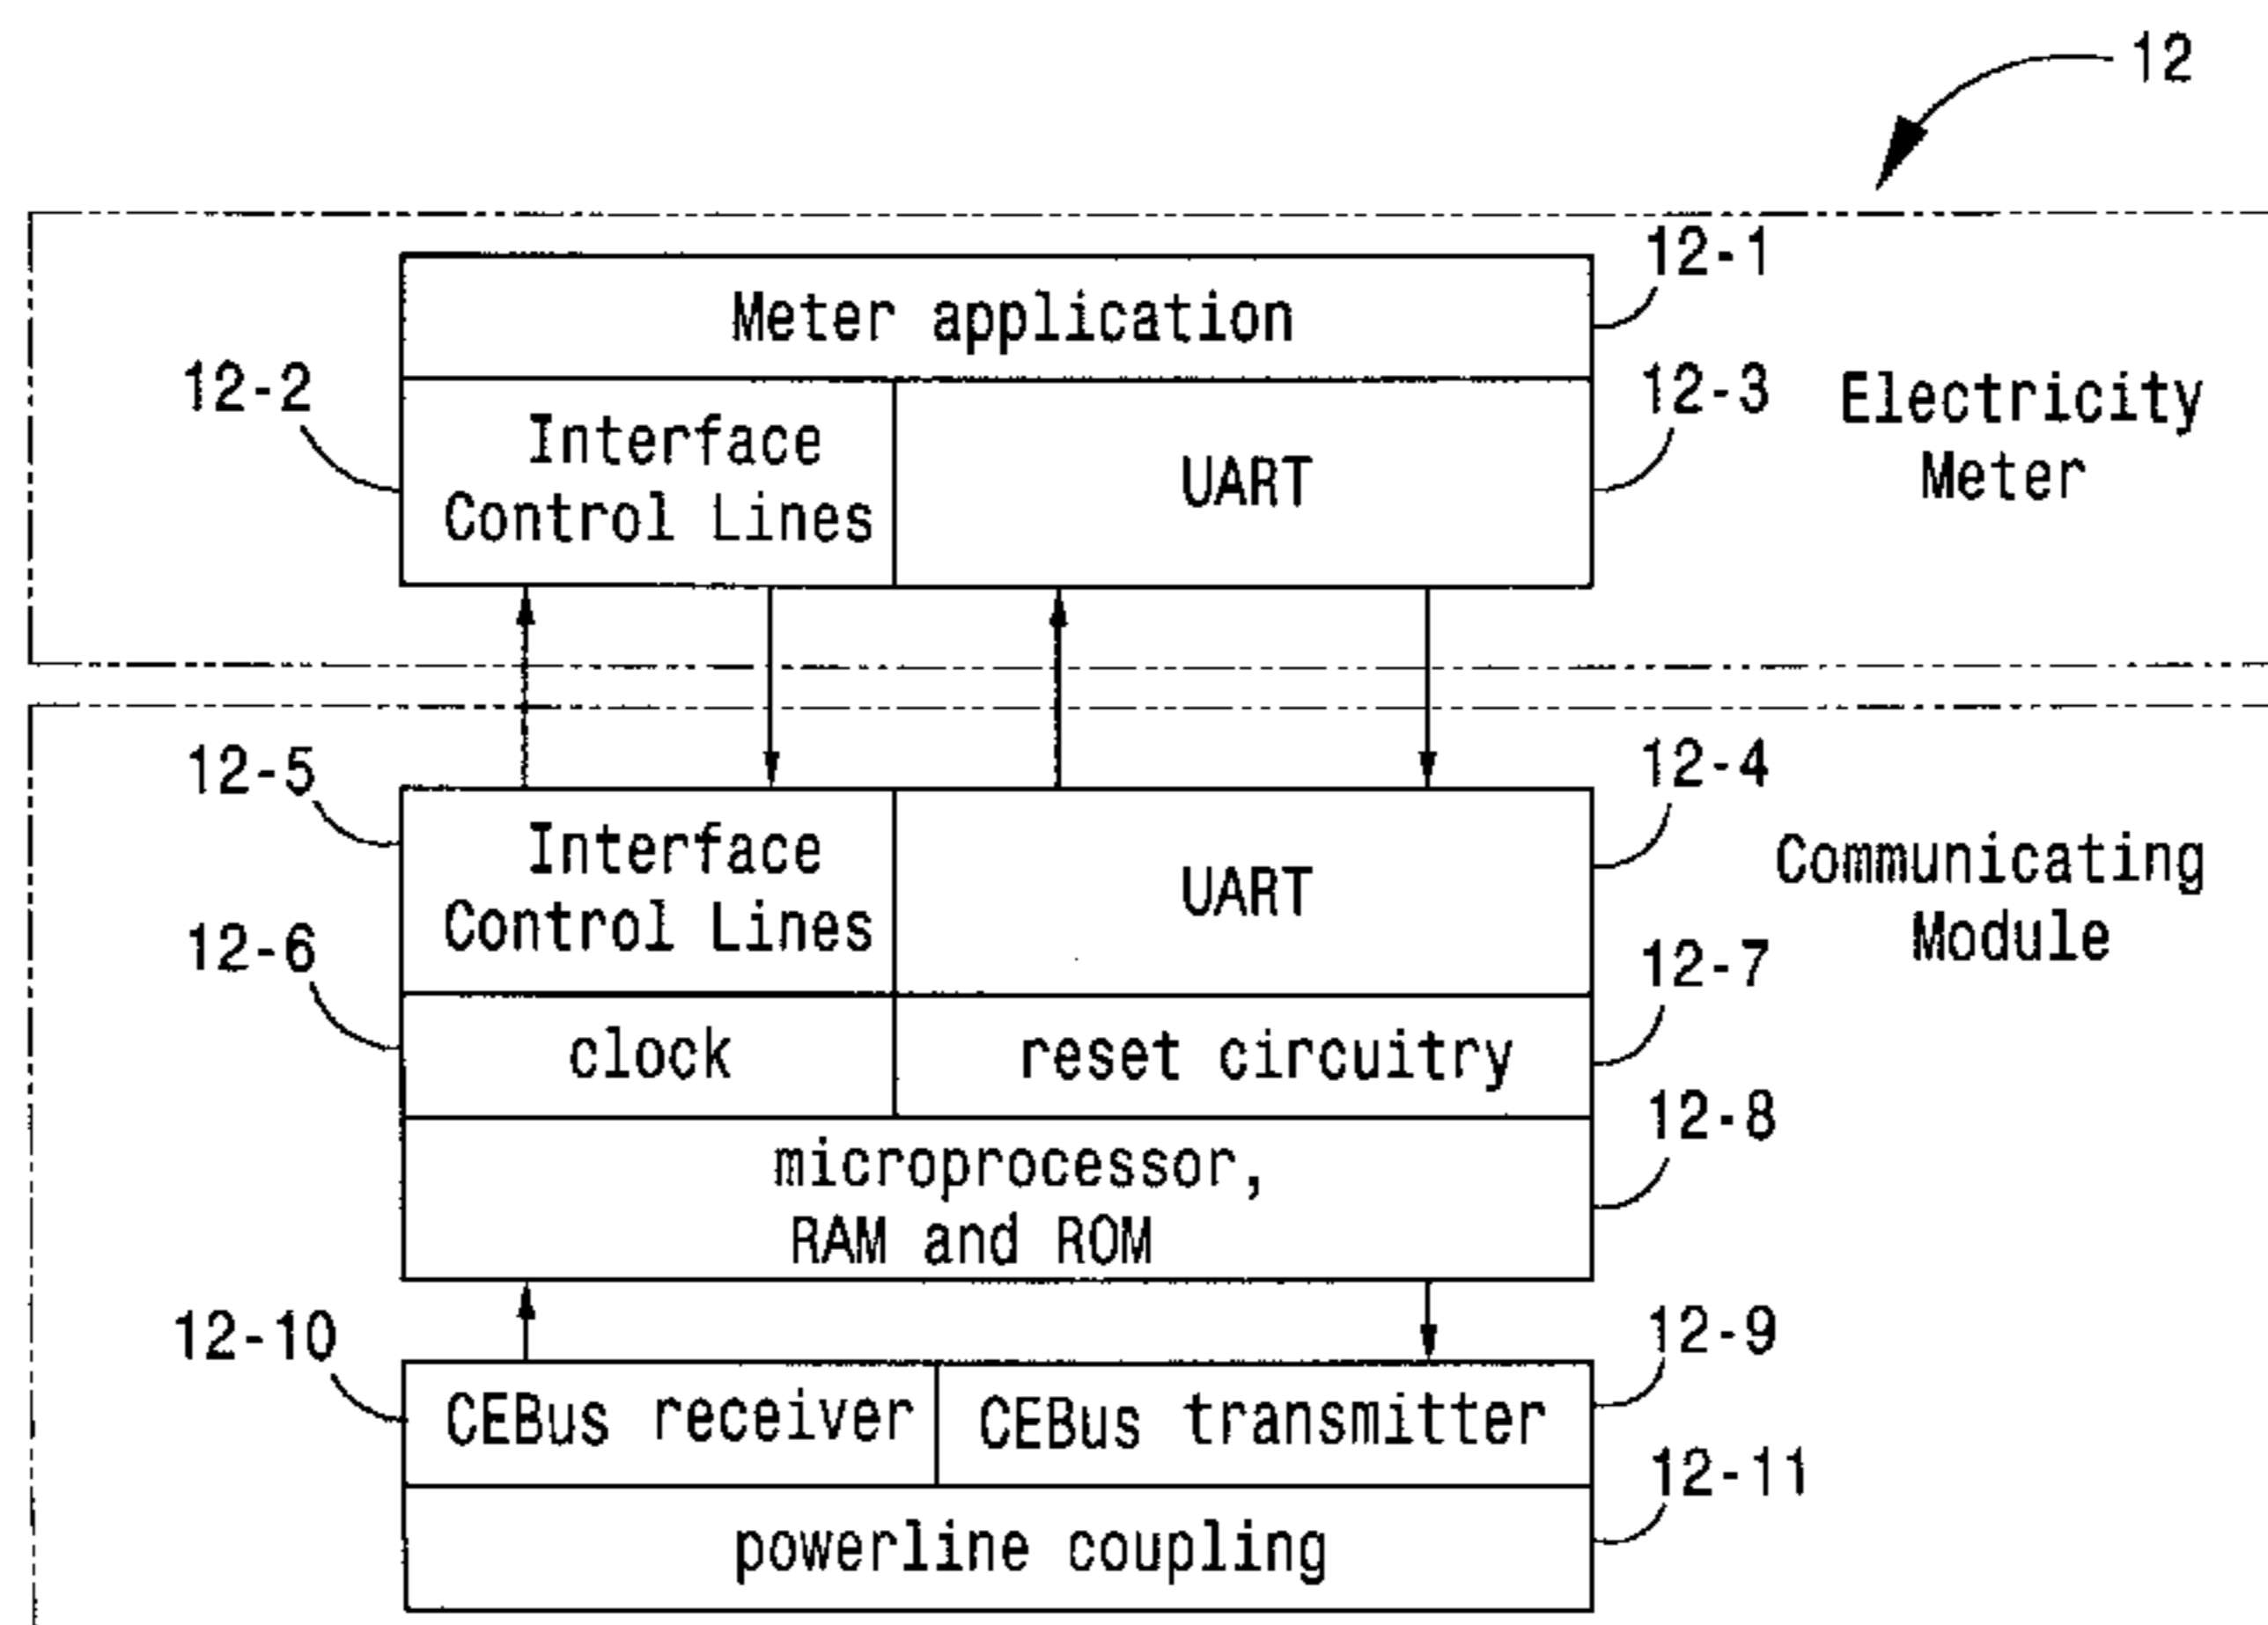 12
12-1
Meter application
12-2
12-3
Interface
Control Lines
UART
Electricity
Meter
12-5
12-4
Interface
Control Lines
UART
Communicating
Module
12-6
12-7
clock
reset circuitry
12-8
microprocessor,
RAM and ROM
12-10
12-9
CEBus receiver
CEBus transmitter
12-11
powerline coupling